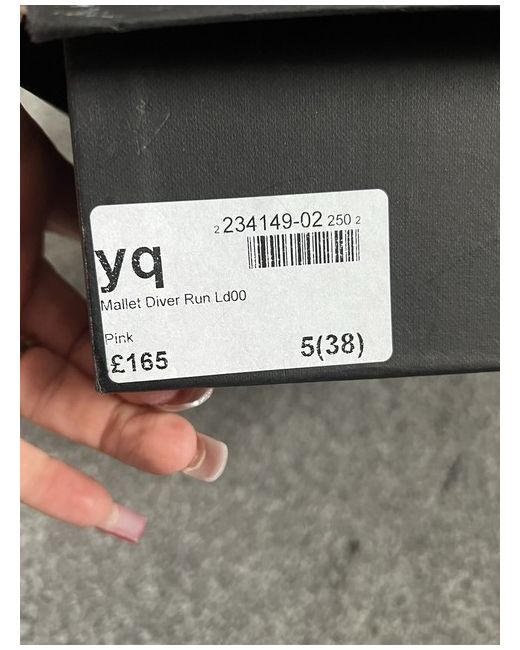 2 234149-02 250 2
yq
Mallet Diver Run Ld00
Pink
£165
5(38)